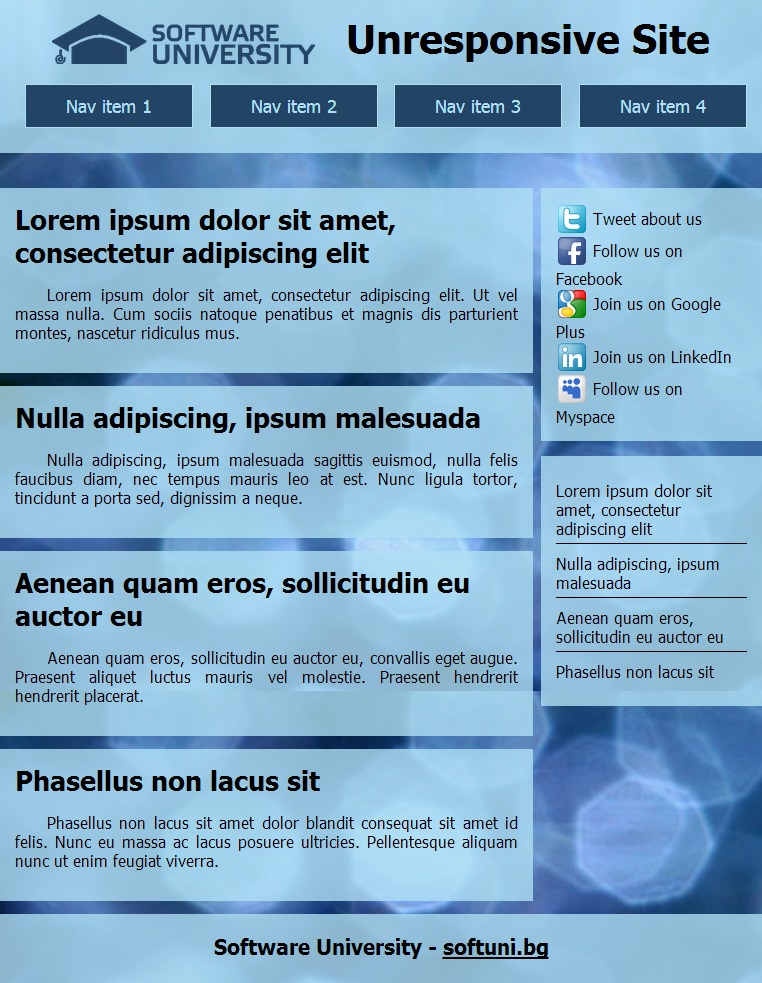 SOFTWARE
UNIVERSITY
Unresponsive Site
Nav item 1
Nav item 2
Nav item 3
Nav item 4
Lorem ipsum dolor sit amet,
consectetur adipiscing elit
Lorem ipsum dolor sit amet, consectetur adipiscing elit. Ut vel
massa nulla. Cum sociis natoque penatibus et magnis dis parturient
montes, nascetur ridiculus mus.
Nulla adipiscing, ipsum malesuada
Nulla adipiscing, ipsum malesuada sagittis euismod, nulla felis
faucibus diam, nec tempus mauris leo at est. Nunc ligula tortor,
tincidunt a porta sed, dignissim a neque.
Aenean quam eros, sollicitudin eu
auctor eu
Aenean quam eros, sollicitudin eu auctor eu, convallis eget augue.
Praesent aliquet luctus mauris vel molestie. Praesent hendrerit
hendrerit placerat.
Phasellus non lacus sit
Phasellus non lacus sit amet dolor blandit consequat sit amet id
felis. Nunc eu massa ac lacus posuere ultricies. Pellentesque aliquam
nunc ut enim feugiat viverra.
Tweet about us
Follow us on
Facebook
Join us on Google
Plus
Join us on LinkedIn
Follow us on
Myspace
Lorem ipsum dolor sit
amet, consectetur
adipiscing elit
Nulla adipiscing, ipsum
malesuada
Aenean quam eros,
sollicitudin eu auctor eu
Phasellus non lacus sit
Software University - softuni.bg